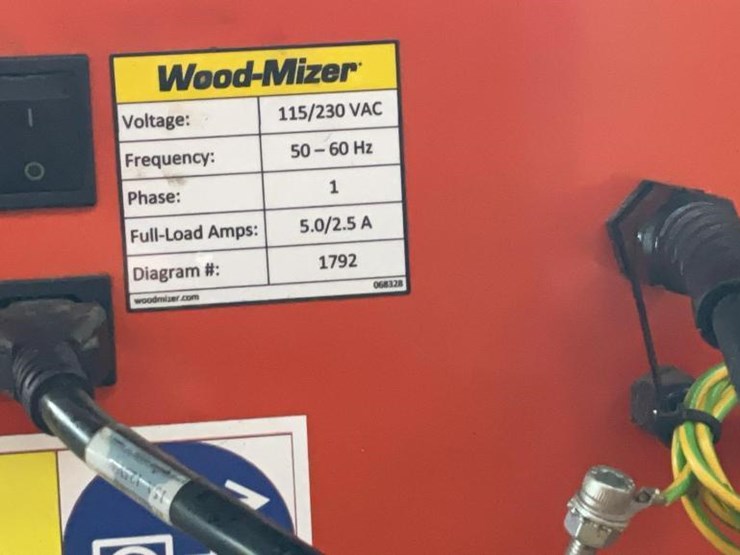 Wood-Mizer
Voltage: 115/230 VAC
Frequency: 50 – 60 Hz
Phase: 1
Full-Load Amps: 5.0/2.5 A
Diagram #: 1792
woodmizer.com 068328